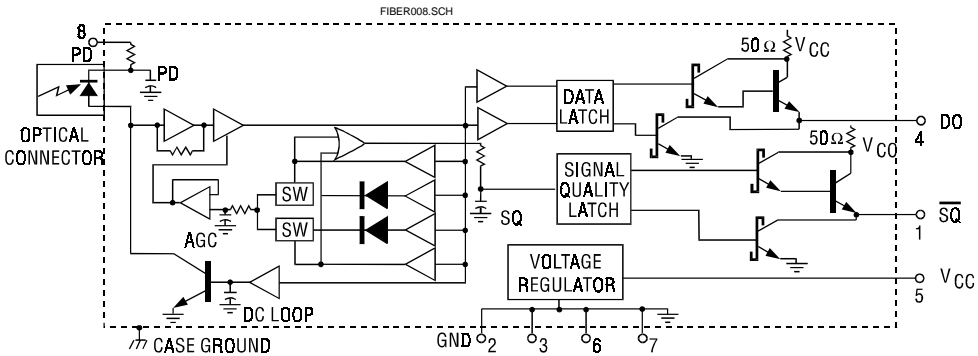 FIBER008.SCH
8
PD
PD
OPTICAL
CONNECTOR
50 Ω
VCC
DATA
LATCH
DO
4
50Ω
VCC
SIGNAL
QUALITY
LATCH
SW
SW
SQ
SQ
1
AGC
VOLTAGE
REGULATOR
VCC
5
DC LOOP
CASE GROUND
GND 2
3
6
7